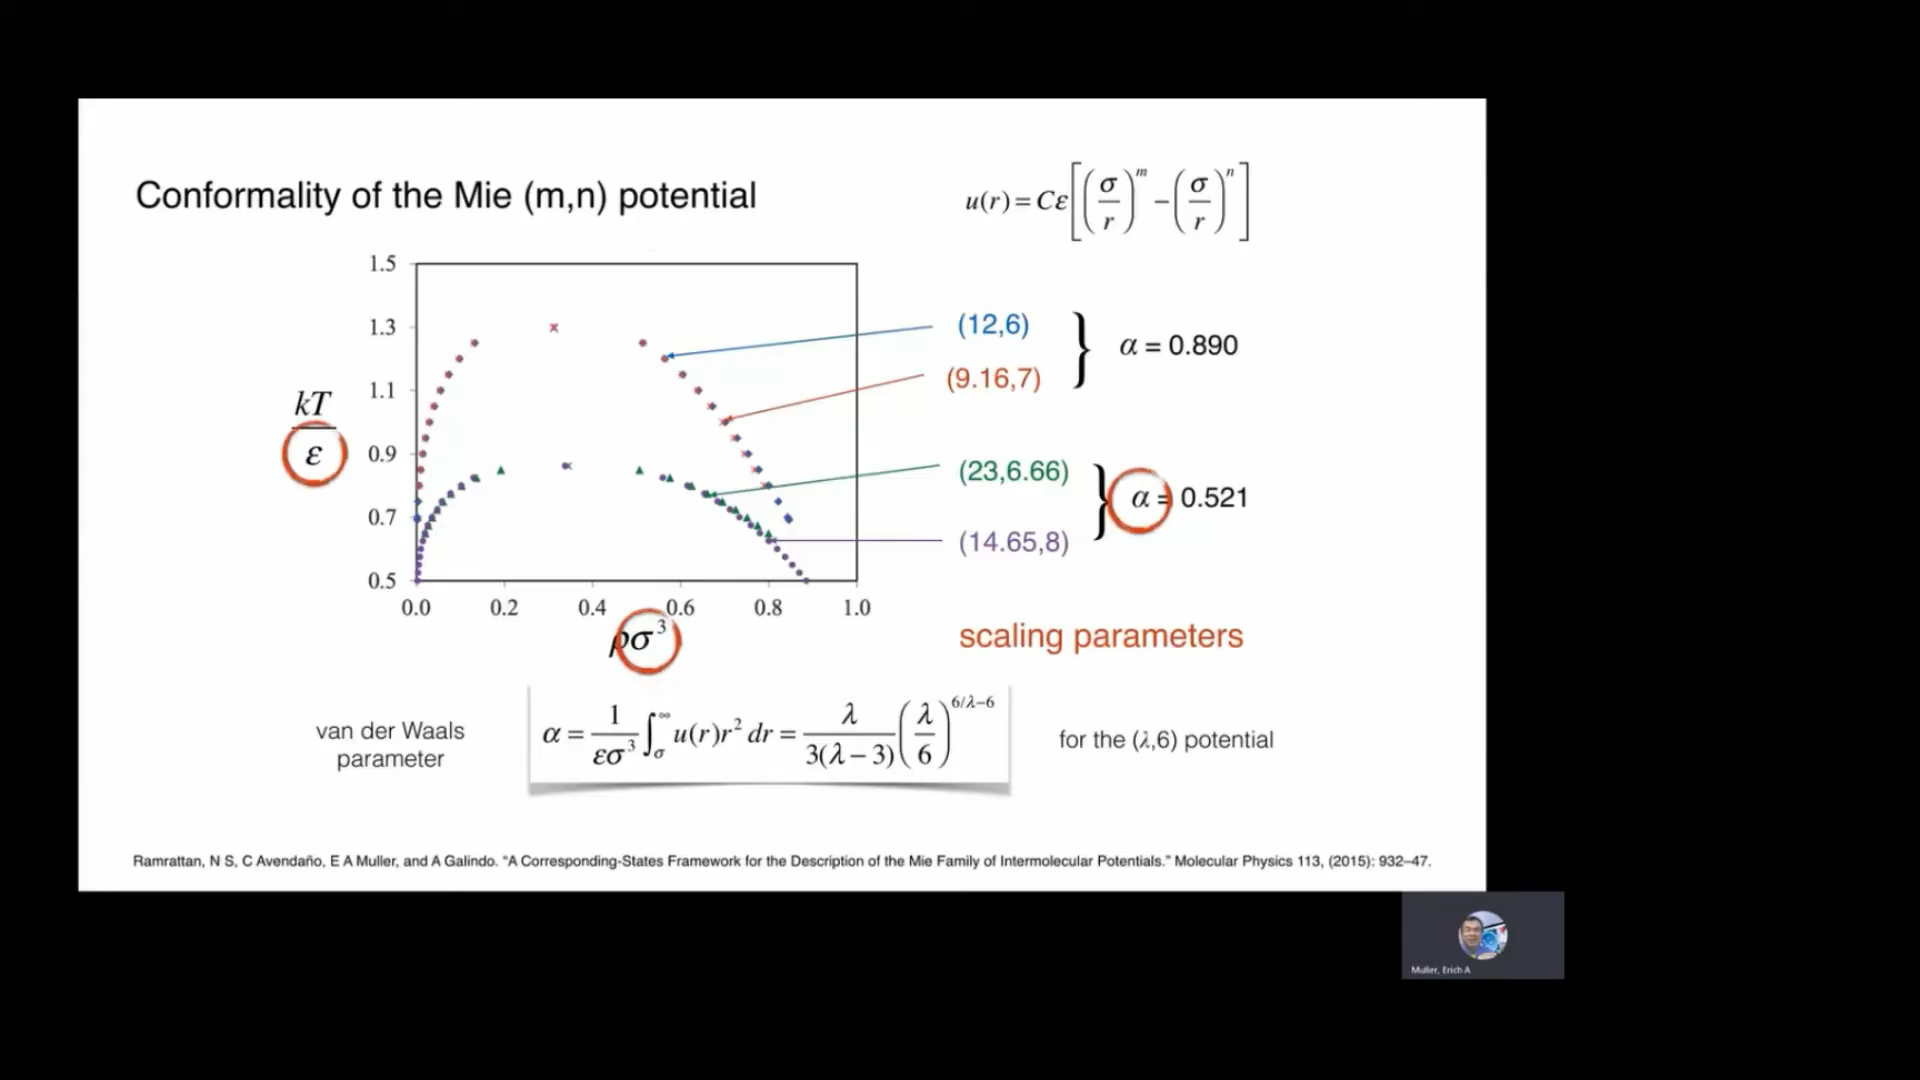 Conformality of the Mie (m,n) potential
u(r) = Cε[(σ/r)^m − (σ/r)^n]
1.5
1.3
1.1
0.9
0.7
0.5
kT/ε
0.0 0.2 0.4 0.6 0.8 1.0
ρσ³
(12,6)
(9.16,7)
α = 0.890
(23,6.66)
(14.65,8)
α = 0.521
scaling parameters
van der Waals
parameter
α = 1/εσ³ ∫σ^∞ u(r)r² dr = λ/3(λ−3) (λ/6)^6/λ−6
for the (λ,6) potential
Ramrattan, N S, C Avendaño, E A Muller, and A Galindo. “A Corresponding-States Framework for the Description of the Mie Family of Intermolecular Potentials.” Molecular Physics 113, (2015): 932–47.
Muller, Erich A